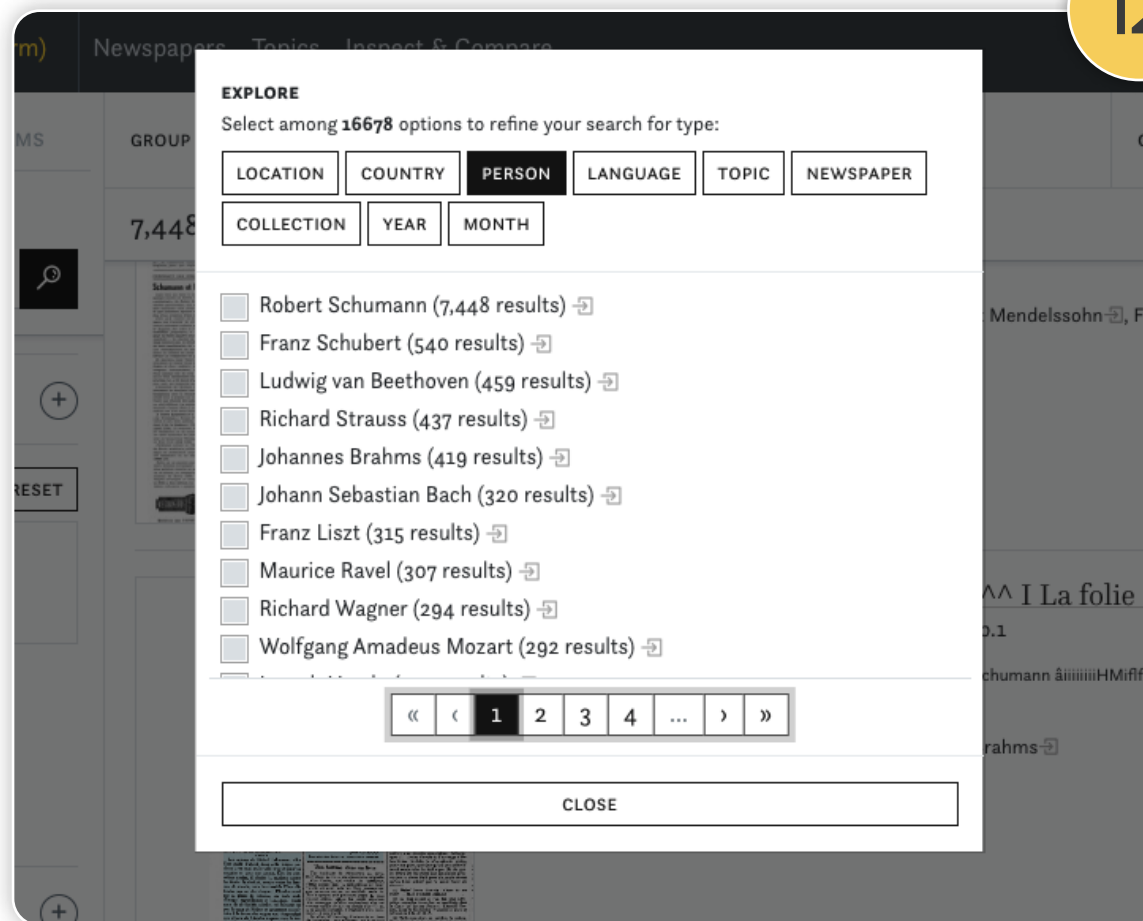 12
rm) Newspapers Topics Inspect & Compare
EXPLORE
Select among 16678 options to refine your search for type:
MS GROUP
LOCATION COUNTRY PERSON LANGUAGE TOPIC NEWSPAPER
COLLECTION YEAR MONTH
7,448
Robert Schumann (7,448 results)
Mendelssohn, F
Franz Schubert (540 results)
Ludwig van Beethoven (459 results)
Richard Strauss (437 results)
Johannes Brahms (419 results)
Johann Sebastian Bach (320 results)
RESET
Franz Liszt (315 results)
Maurice Ravel (307 results)
^^ I La folie
Richard Wagner (294 results)
p.1
Wolfgang Amadeus Mozart (292 results)
« ‹ 1 2 3 4 ... › »
rahms
CLOSE